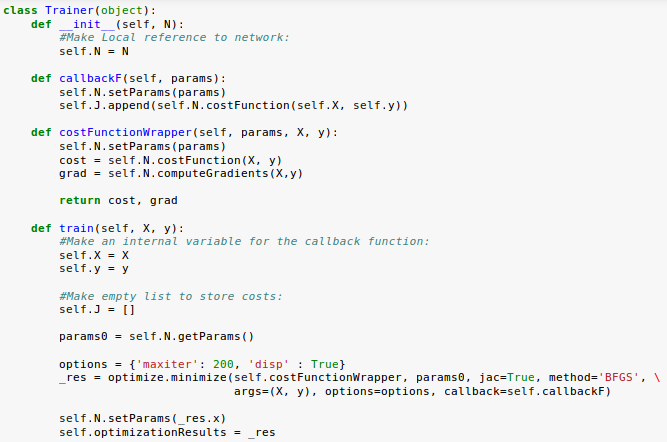 class Trainer(object):
    def __init__(self, N):
        #Make Local reference to network:
        self.N = N

    def callbackF(self, params):
        self.N.setParams(params)
        self.J.append(self.N.costFunction(self.X, self.y))

    def costFunctionWrapper(self, params, X, y):
        self.N.setParams(params)
        cost = self.N.costFunction(X, y)
        grad = self.N.computeGradients(X,y)

        return cost, grad

    def train(self, X, y):
        #Make an internal variable for the callback function:
        self.X = X
        self.y = y

        #Make empty list to store costs:
        self.J = []

        params0 = self.N.getParams()

        options = {'maxiter': 200, 'disp' : True}
        _res = optimize.minimize(self.costFunctionWrapper, params0, jac=True, method='BFGS', \
                                 args=(X, y), options=options, callback=self.callbackF)

        self.N.setParams(_res.x)
        self.optimizationResults = _res